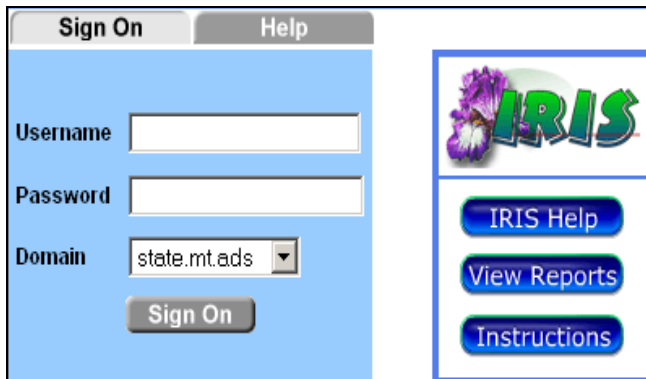 Sign On
Help
Username
Password
Domain
state.mt.ads
Sign On
IRIS
IRIS Help
View Reports
Instructions